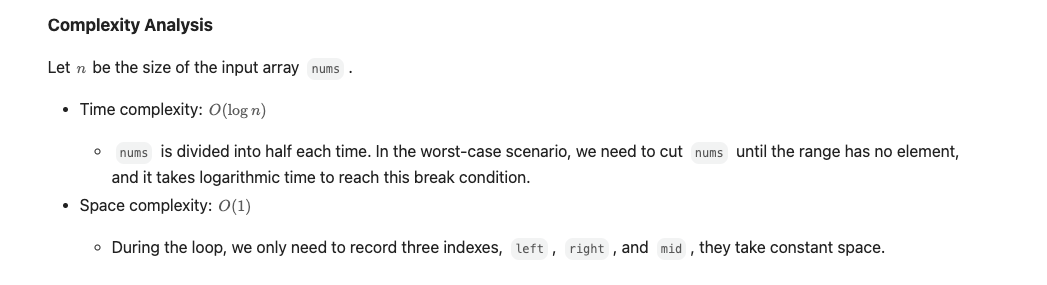 Complexity Analysis
Let n be the size of the input array nums .
• Time complexity: O(log n)
◦ nums is divided into half each time. In the worst-case scenario, we need to cut nums until the range has no element,
and it takes logarithmic time to reach this break condition.
• Space complexity: O(1)
◦ During the loop, we only need to record three indexes, left , right , and mid , they take constant space.